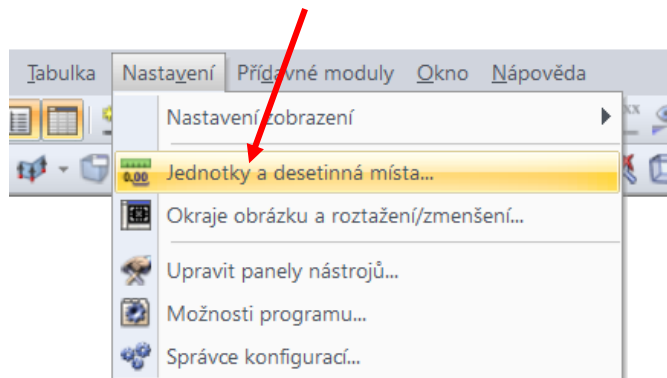 Tabulka Nastavení Přídavné moduly Okno Nápověda
Nastavení zobrazení
xx
0,00 Jednotky a desetinná místa...
Okraje obrázku a roztažení/zmenšení...
Upravit panely nástrojů...
Možnosti programu...
Správce konfigurací...